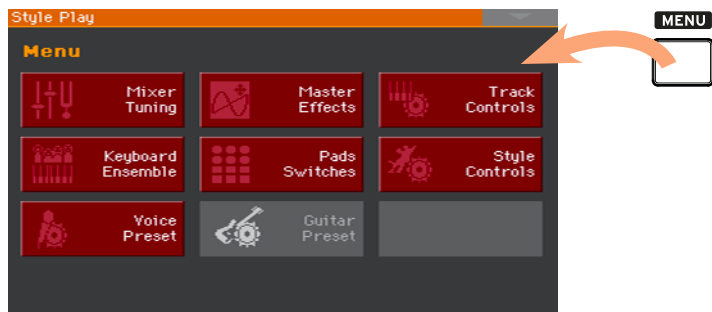 Style Play
MENU
Menu
Mixer
Tuning
Master
Effects
Track
Controls
Keyboard
Ensemble
Pads
Switches
Style
Controls
Voice
Preset
Guitar
Preset